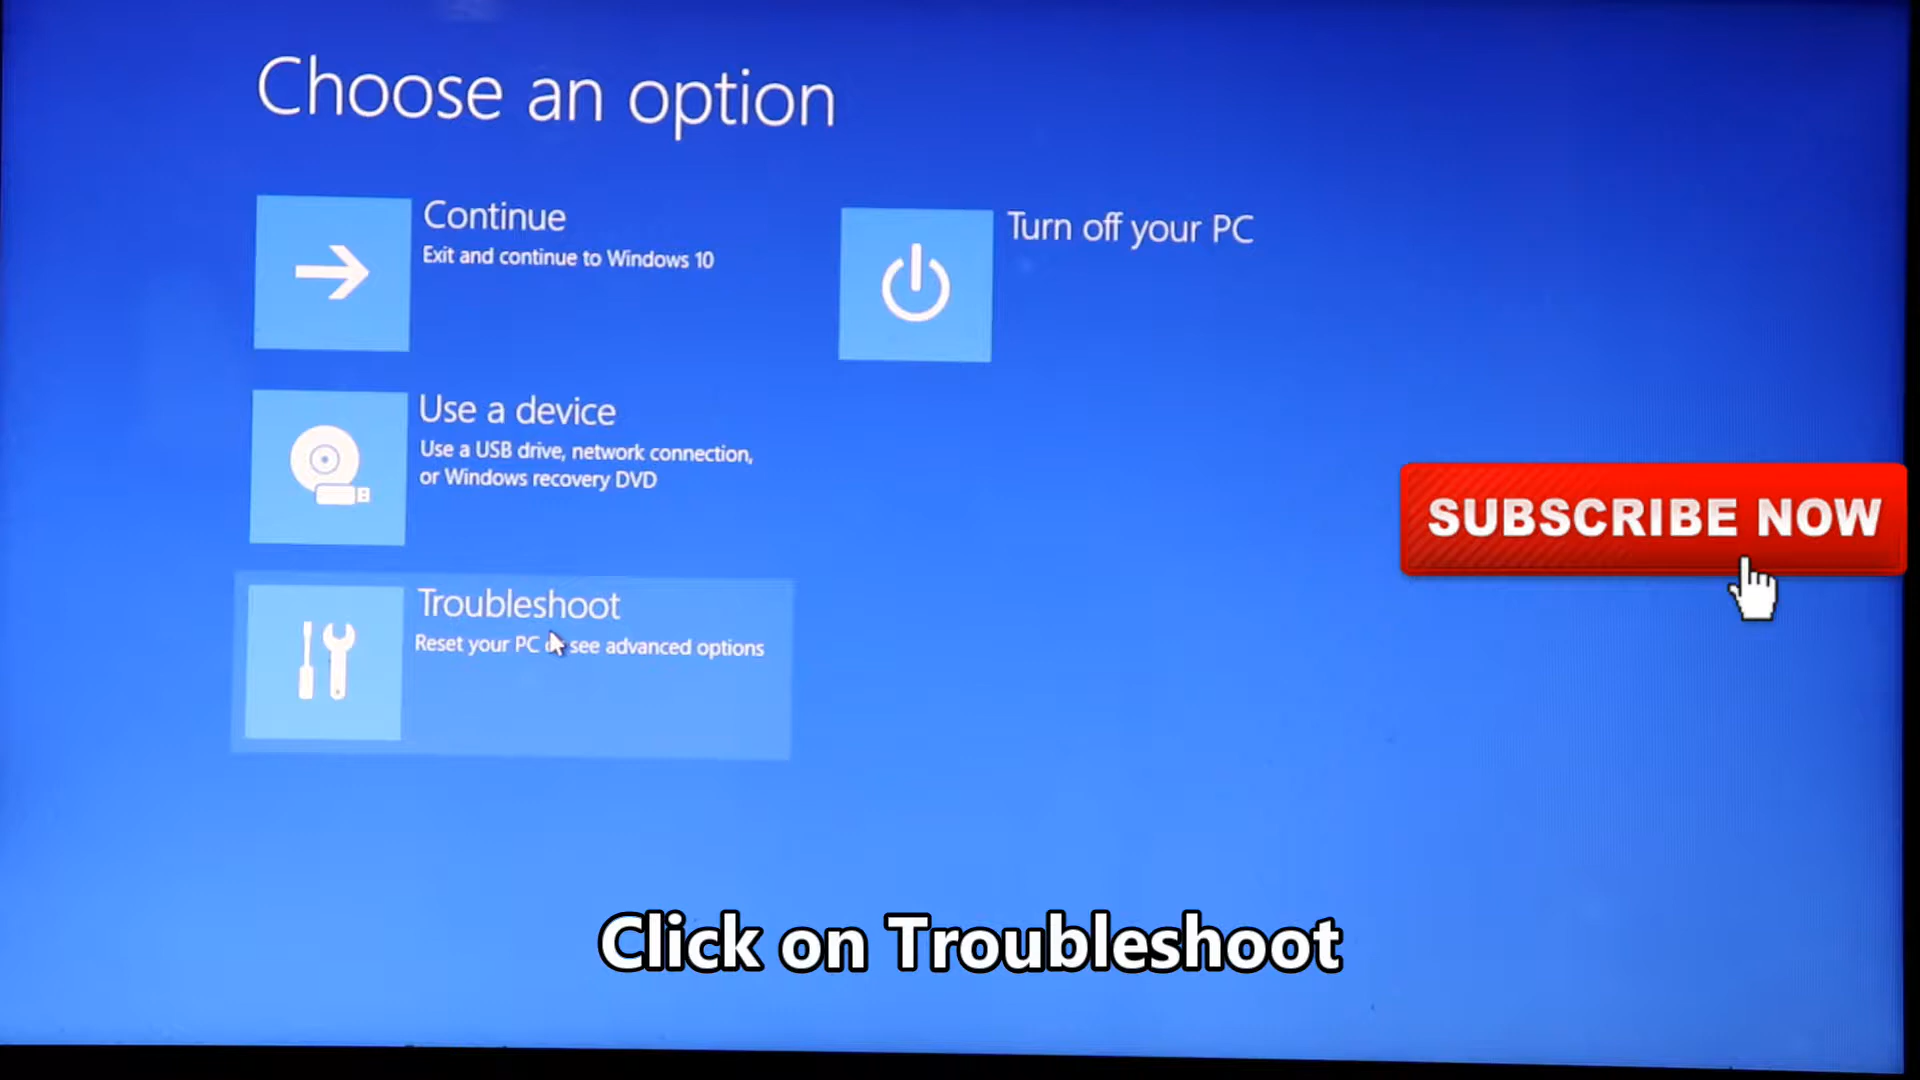 Choose an option
Continue
Exit and continue to Windows 10
Turn off your PC
Use a device
Use a USB drive, network connection,
or Windows recovery DVD
Troubleshoot
Reset your PC or see advanced options
SUBSCRIBE NOW
Click on Troubleshoot